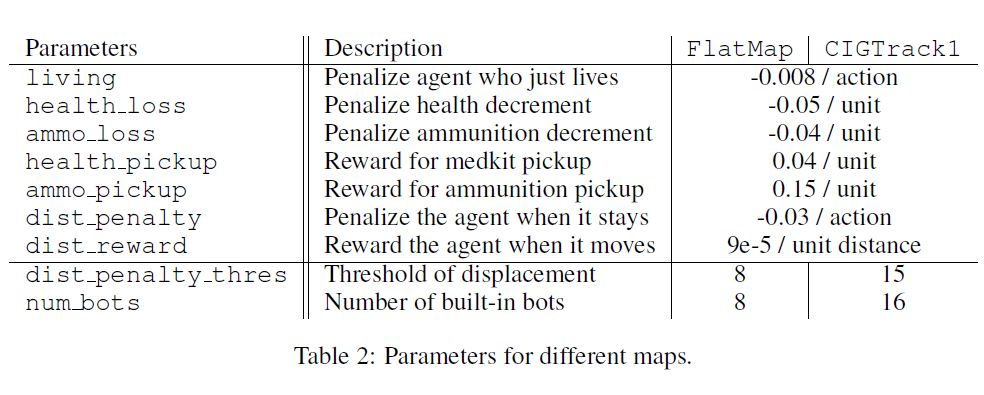 Parameters Description FlatMap CIGTrack1
living Penalize agent who just lives -0.008 / action
health_loss Penalize health decrement -0.05 / unit
ammo_loss Penalize ammunition decrement -0.04 / unit
health_pickup Reward for medkit pickup 0.04 / unit
ammo_pickup Reward for ammunition pickup 0.15 / unit
dist_penalty Penalize the agent when it stays -0.03 / action
dist_reward Reward the agent when it moves 9e-5 / unit distance
dist_penalty_thres Threshold of displacement 8 15
num_bots Number of built-in bots 8 16
Table 2: Parameters for different maps.